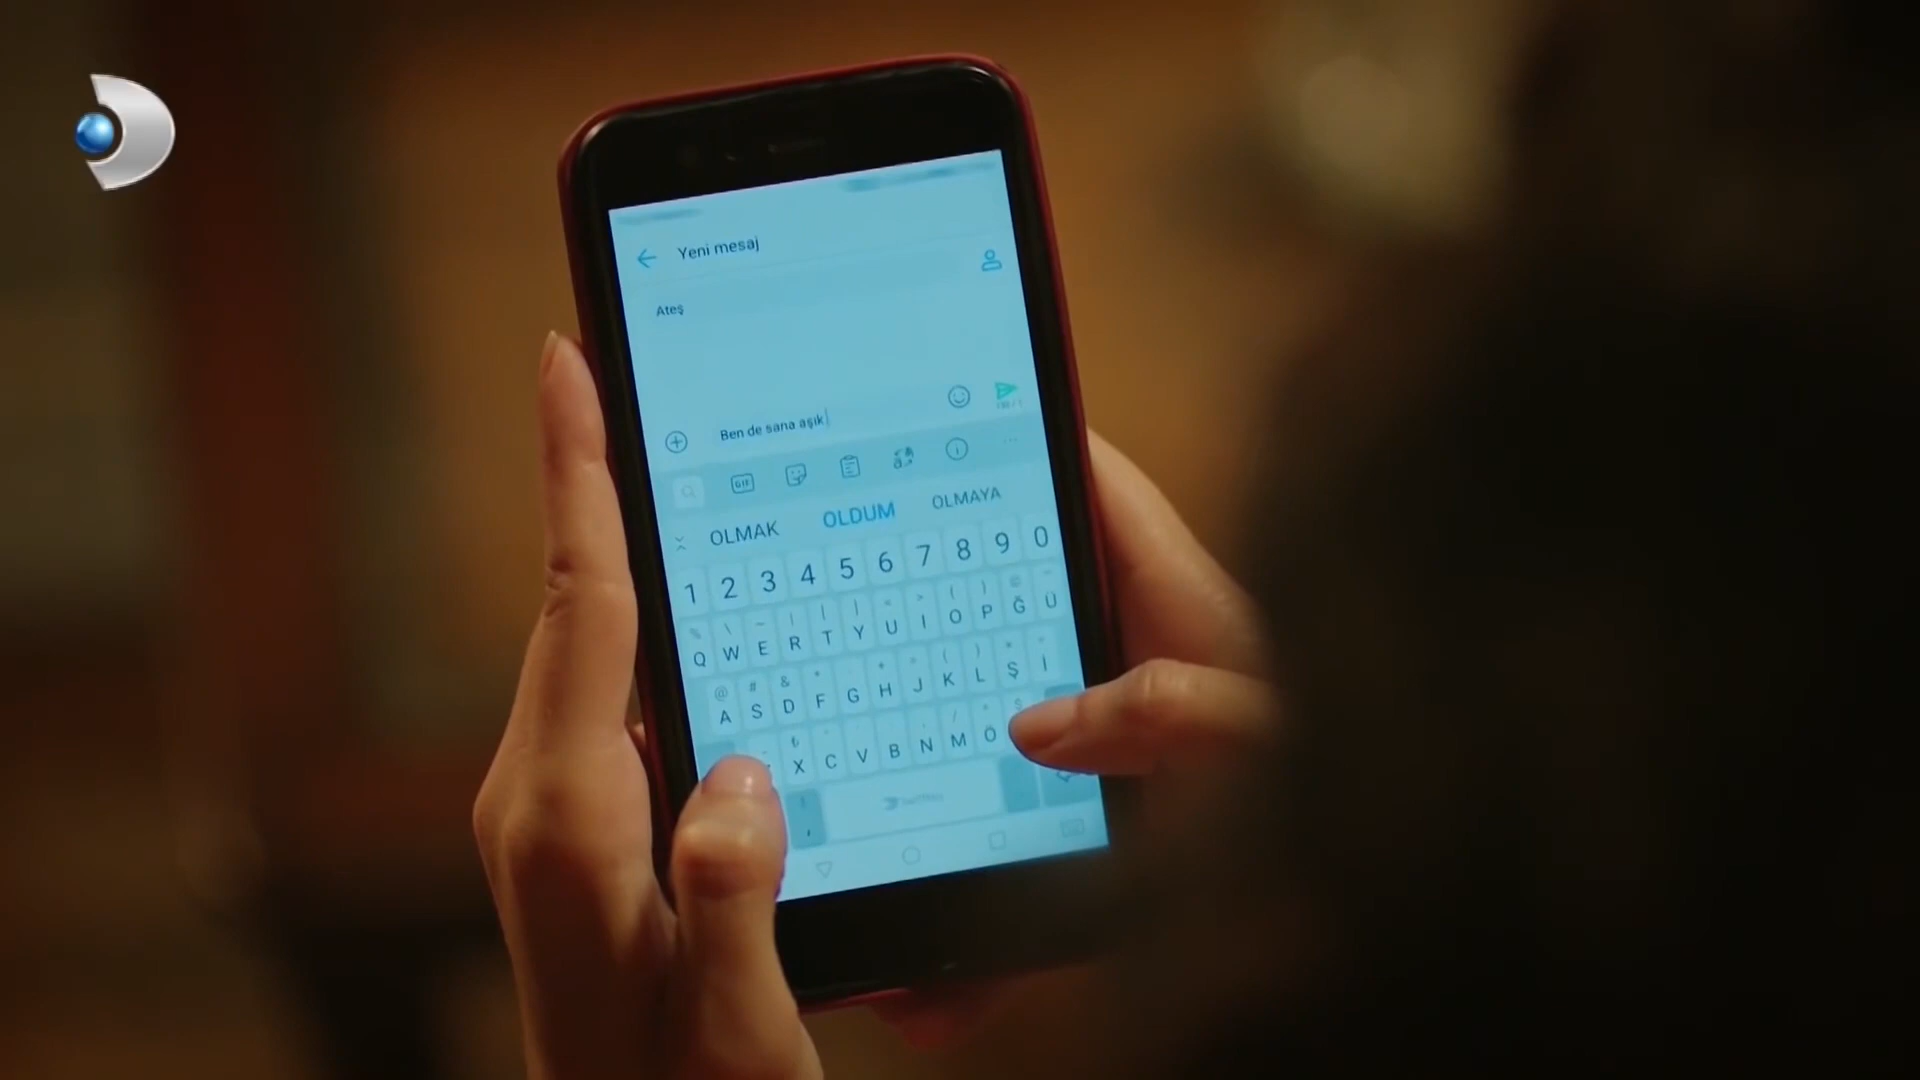 Yeni mesaj
Ateş
Ben de sana aşık
GIF
OLMAK OLDUM OLMAYA
1 2 3 4 5 6 7 8 9 0
Q W E R T Y U I O P Ğ Ü
A S D F G H J K L Ş İ
X C V B N M Ö